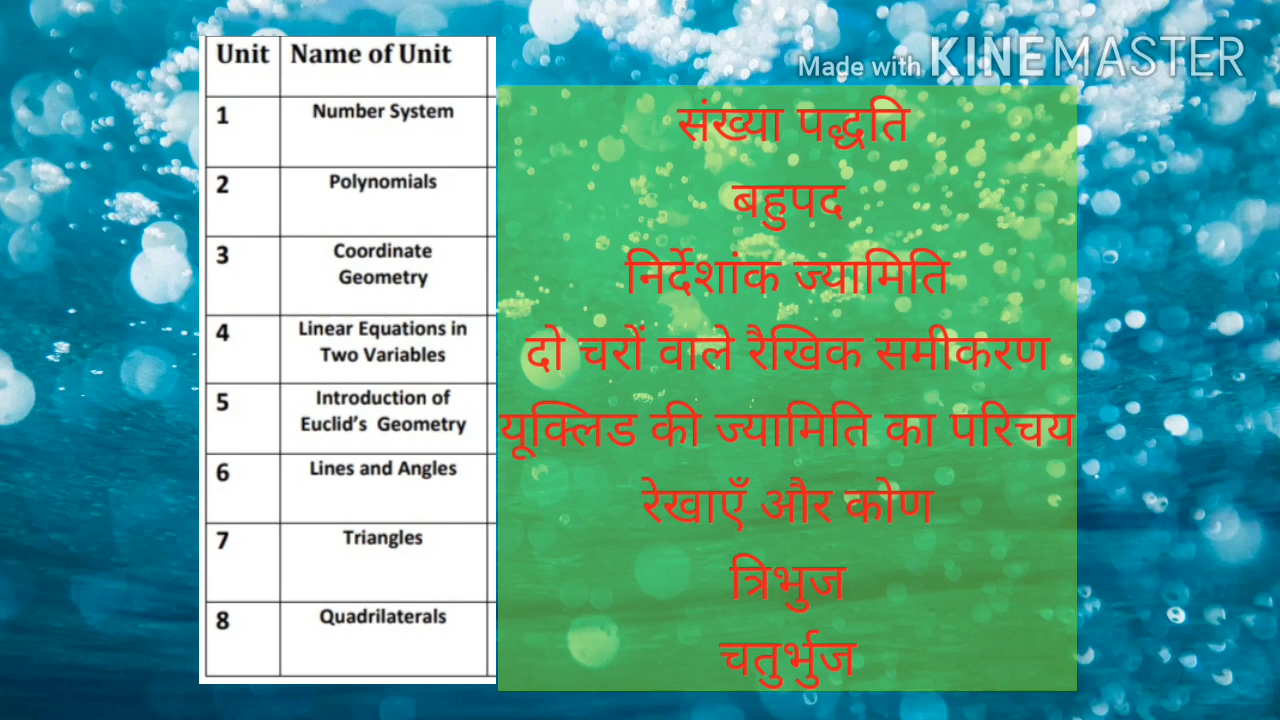 Made with KINEMASTER
Unit Name of Unit
1 Number System
संख्या पद्धति
2 Polynomials
बहुपद
3 Coordinate
Geometry
निर्देशांक ज्यामिति
4 Linear Equations in
Two Variables
दो चरों वाले रैखिक समीकरण
5 Introduction of
Euclid’s Geometry
यूक्लिड की ज्यामिति का परिचय
6 Lines and Angles
रेखाएँ और कोण
7 Triangles
त्रिभुज
8 Quadrilaterals
चतुर्भुज